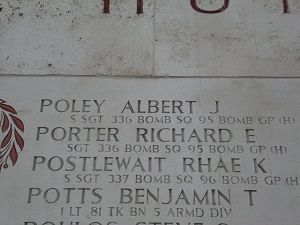 POLEY ALBERT J
S SGT 336 BOMB SQ 95 BOMB GP (H)
PORTER RICHARD E
SGT 336 BOMB SQ 95 BOMB GP (H)
POSTLEWAIT RHAE K
S SGT 337 BOMB SQ 96 BOMB GP (H)
POTTS BENJAMIN T
1 LT 81 TK BN 5 ARMD DIV